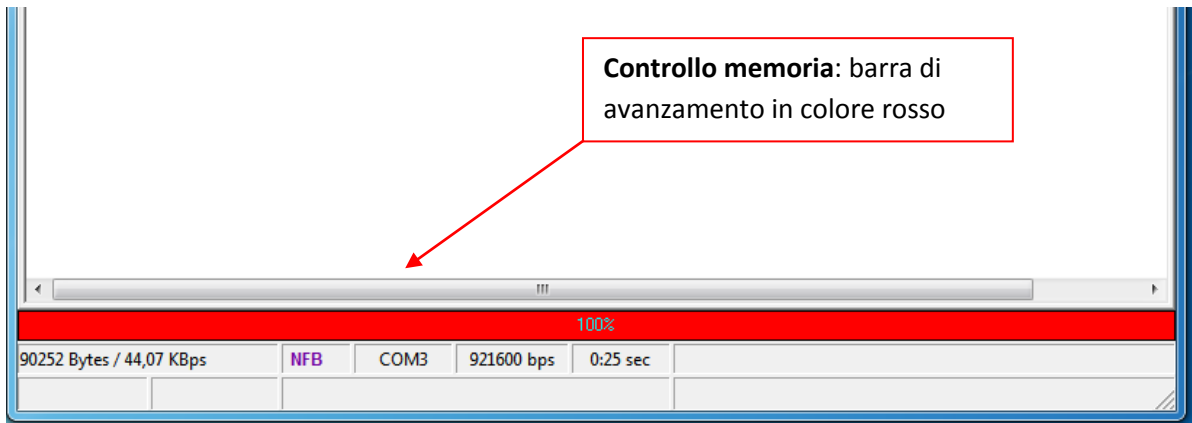 Controllo memoria: barra di
avanzamento in colore rosso
100%
90252 Bytes / 44,07 KBps NFB COM3 921600 bps 0:25 sec